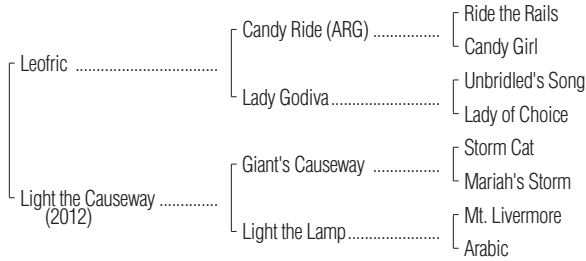 Ride the Rails
Candy Ride (ARG) .................
Candy Girl
Leofric ....................................
Unbridled's Song
Lady Godiva...........................
Lady of Choice
Storm Cat
Giant's Causeway .................
Mariah's Storm
Light the Causeway ..............
(2012)
Mt. Livermore
Light the Lamp.......................
Arabic